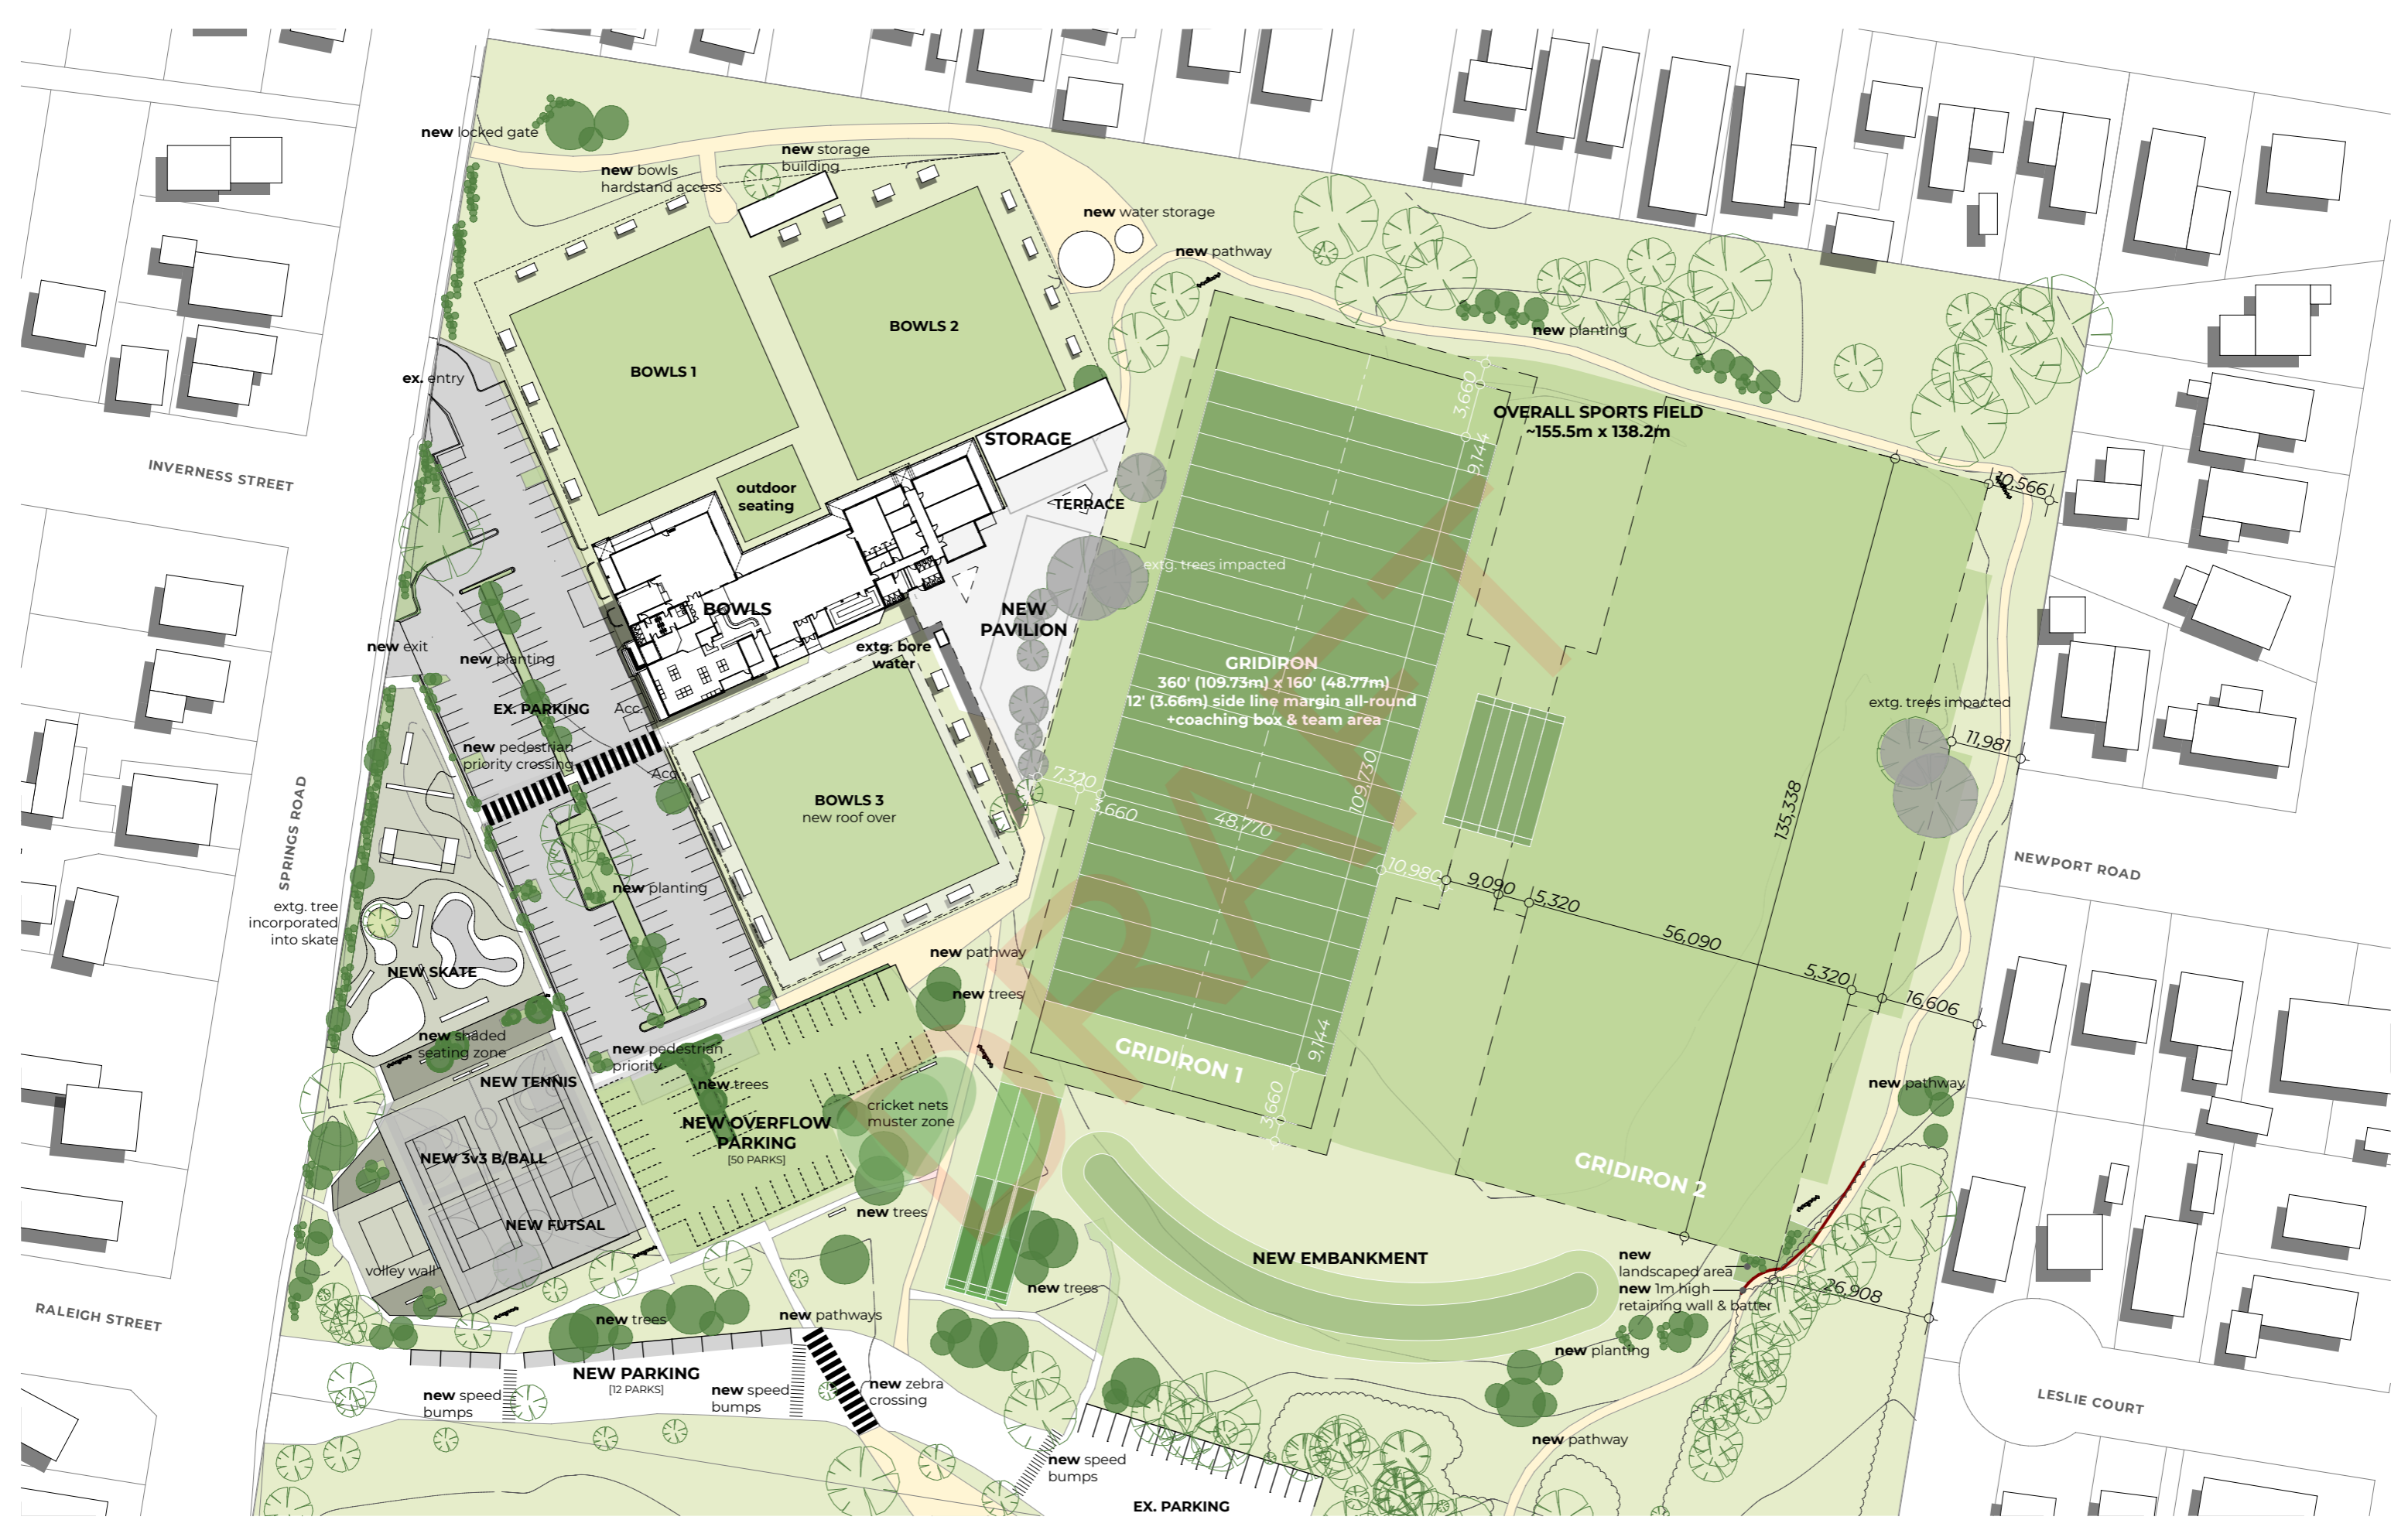 new locked gate
new storage
building
new bowls
hardstand access
new water storage
new pathway
BOWLS 2
new planting
BOWLS 1
ex. entry
3,660
OVERALL SPORTS FIELD
~155.5m x 138.2m
STORAGE
9,144
INVERNESS STREET
10,566
outdoor
seating
TERRACE
extg. trees impacted
BOWLS
NEW
PAVILION
new exit
new planting
extg. bore
water
GRIDIRON
360' (109.73m) x 160' (48.77m)
12' (3.66m) side line margin all-round
+coaching box & team area
extg. trees impacted
EX. PARKING
Acc.
new pedestrian
priority crossing
Acc.
11,981
7,320
109,730
135,338
BOWLS 3
new roof over
3,660
48,770
SPRINGS ROAD
NEWPORT ROAD
10,980
9,090
5,320
new planting
extg. tree
incorporated
into skate
56,090
new pathway
NEW SKATE
5,320
new trees
16,606
new shaded
seating zone
new pedestrian
priority
9,144
GRIDIRON 1
NEW TENNIS
new trees
new pathway
cricket nets
muster zone
3,660
NEW OVERFLOW
PARKING
[50 PARKS]
NEW 3v3 B/BALL
GRIDIRON 2
new trees
NEW FUTSAL
NEW EMBANKMENT
new
landscaped area
volley wall
new trees
new 1m high
retaining wall & batter
26,908
RALEIGH STREET
new trees
new pathways
new planting
NEW PARKING
[12 PARKS]
new speed
bumps
new speed
bumps
new zebra
crossing
LESLIE COURT
new pathway
new speed
bumps
EX. PARKING
DRAFT